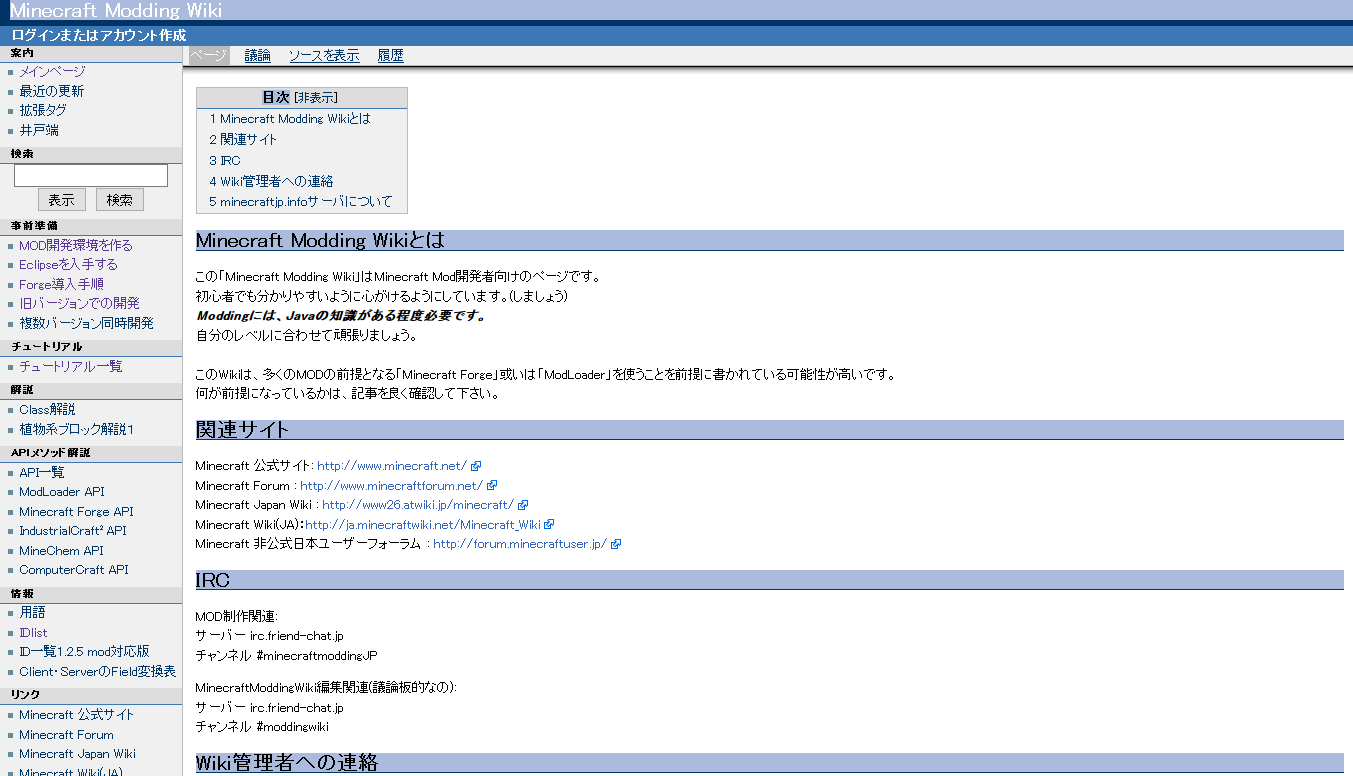 Minecraft Modding Wiki
ログインまたはアカウント作成
案内
メインページ
最近の更新
拡張タグ
井戸端
検索
表示 検索
事前準備
MOD開発環境を作る
Eclipseを入手する
Forge導入手順
旧バージョンでの開発
複数バージョン同時開発
チュートリアル
チュートリアル一覧
解説
Class解説
植物系ブロック解説1
APIメソッド解説
API一覧
ModLoader API
Minecraft Forge API
IndustrialCraft² API
MineChem API
ComputerCraft API
情報
用語
IDlist
ID一覧1.2.5 mod対応版
Client・ServerのField変換表
リンク
Minecraft 公式サイト
Minecraft Forum
Minecraft Japan Wiki
Minecraft Wiki(JA)
ページ 議論 ソースを表示 履歴
目次 [非表示]
1 Minecraft Modding Wikiとは
2 関連サイト
3 IRC
4 Wiki管理者への連絡
5 minecraftjp.infoサーバについて
Minecraft Modding Wikiとは
この「Minecraft Modding Wiki」はMinecraft Mod開発者向けのページです。
初心者でも分かりやすいように心がけるようにしています。(しましょう)
Moddingには、Javaの知識がある程度必要です。
自分のレベルに合わせて頑張りましょう。
このWikiは、多くのMODの前提となる「Minecraft Forge」或いは「ModLoader」を使うことを前提に書かれている可能性が高いです。
何が前提になっているかは、記事を良く確認して下さい。
関連サイト
Minecraft 公式サイト: http://www.minecraft.net/
Minecraft Forum : http://www.minecraftforum.net/
Minecraft Japan Wiki : http://www26.atwiki.jp/minecraft/
Minecraft Wiki(JA):http://ja.minecraftwiki.net/Minecraft_Wiki
Minecraft 非公式日本ユーザーフォーラム : http://forum.minecraftuser.jp/
IRC
MOD制作関連:
サーバー irc.friend-chat.jp
チャンネル #minecraftmoddingJP
MinecraftModdingWiki編集関連(議論板的なの):
サーバー irc.friend-chat.jp
チャンネル #moddingwiki
Wiki管理者への連絡